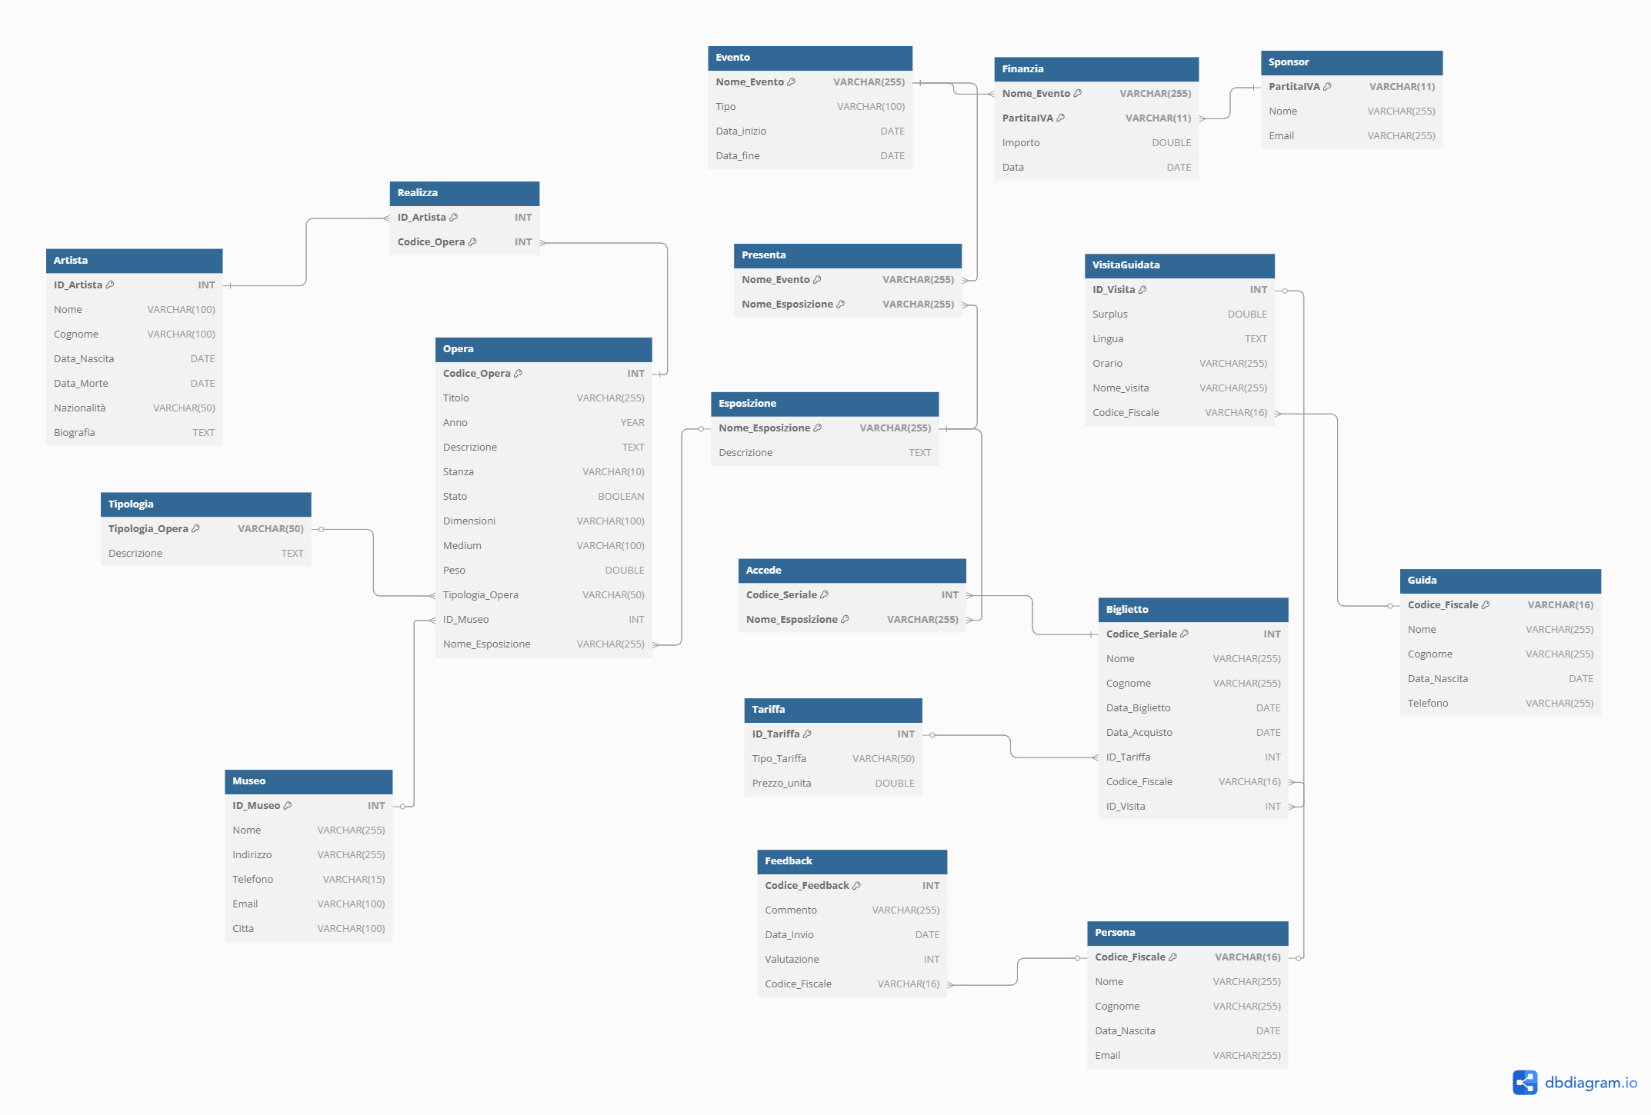 Evento
Nome_Evento VARCHAR(255)
Tipo VARCHAR(100)
Data_inizio DATE
Data_fine DATE
Finanzia
Nome_Evento VARCHAR(255)
PartitaIVA VARCHAR(11)
Importo DOUBLE
Data DATE
Sponsor
PartitaIVA VARCHAR(11)
Nome VARCHAR(255)
Email VARCHAR(255)
Realizza
ID_Artista INT
Codice_Opera INT
Artista
ID_Artista INT
Nome VARCHAR(100)
Cognome VARCHAR(100)
Data_Nascita DATE
Data_Morte DATE
Nazionalità VARCHAR(50)
Biografia TEXT
Presenta
Nome_Evento VARCHAR(255)
Nome_Esposizione VARCHAR(255)
VisitaGuidata
ID_Visita INT
Surplus DOUBLE
Lingua TEXT
Orario VARCHAR(255)
Nome_visita VARCHAR(255)
Codice_Fiscale VARCHAR(16)
Opera
Codice_Opera INT
Titolo VARCHAR(255)
Anno YEAR
Descrizione TEXT
Stanza VARCHAR(10)
Stato BOOLEAN
Dimensioni VARCHAR(100)
Medium VARCHAR(100)
Peso DOUBLE
Tipologia_Opera VARCHAR(50)
ID_Museo INT
Nome_Esposizione VARCHAR(255)
Esposizione
Nome_Esposizione VARCHAR(255)
Descrizione TEXT
Tipologia
Tipologia_Opera VARCHAR(50)
Descrizione TEXT
Accede
Codice_Seriale INT
Nome_Esposizione VARCHAR(255)
Biglietto
Codice_Seriale INT
Nome VARCHAR(255)
Cognome VARCHAR(255)
Data_Biglietto DATE
Data_Acquisto DATE
ID_Tariffa INT
Codice_Fiscale VARCHAR(16)
ID_Visita INT
Guida
Codice_Fiscale VARCHAR(16)
Nome VARCHAR(255)
Cognome VARCHAR(255)
Data_Nascita DATE
Telefono VARCHAR(255)
Tariffa
ID_Tariffa INT
Tipo_Tariffa VARCHAR(50)
Prezzo_unita DOUBLE
Museo
ID_Museo INT
Nome VARCHAR(255)
Indirizzo VARCHAR(255)
Telefono VARCHAR(15)
Email VARCHAR(100)
Citta VARCHAR(100)
Feedback
Codice_Feedback INT
Commento VARCHAR(255)
Data_Invio DATE
Valutazione INT
Codice_Fiscale VARCHAR(16)
Persona
Codice_Fiscale VARCHAR(16)
Nome VARCHAR(255)
Cognome VARCHAR(255)
Data_Nascita DATE
Email VARCHAR(255)
dbdiagram.io